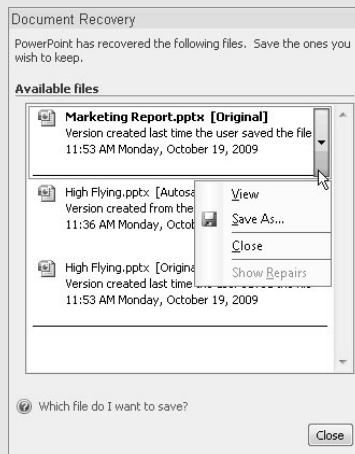 Document Recovery
PowerPoint has recovered the following files. Save the ones you
wish to keep.
Available files
Marketing Report.pptx [Original]
Version created last time the user saved the file
11:53 AM Monday, October 19, 2009
High Flying.pptx [Autosa
Version created from the
11:36 AM Monday, Octob
View
Save As...
Close
Show Repairs
High Flying.pptx [Origina
Version created last time
11:53 AM Monday, October 19, 2009
Which file do I want to save?
Close